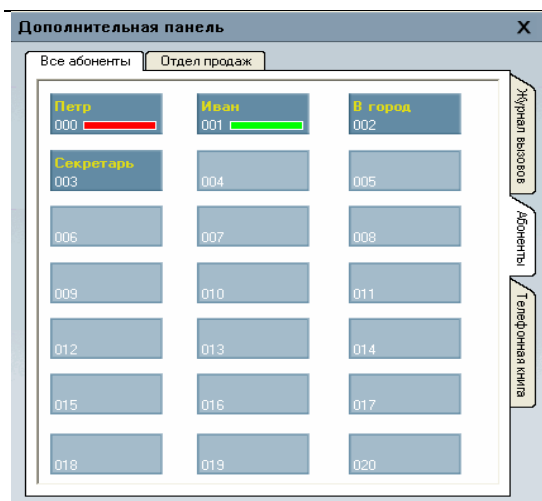 Дополнительная панель X
Все абоненты Отдел продаж
Петр Иван В город
000 001 002
Секретарь
003 004 005
006 007 008
009 010 011
012 013 014
015 016 017
018 019 020
Журнал вызовов
Абоненты
Телефонная книга